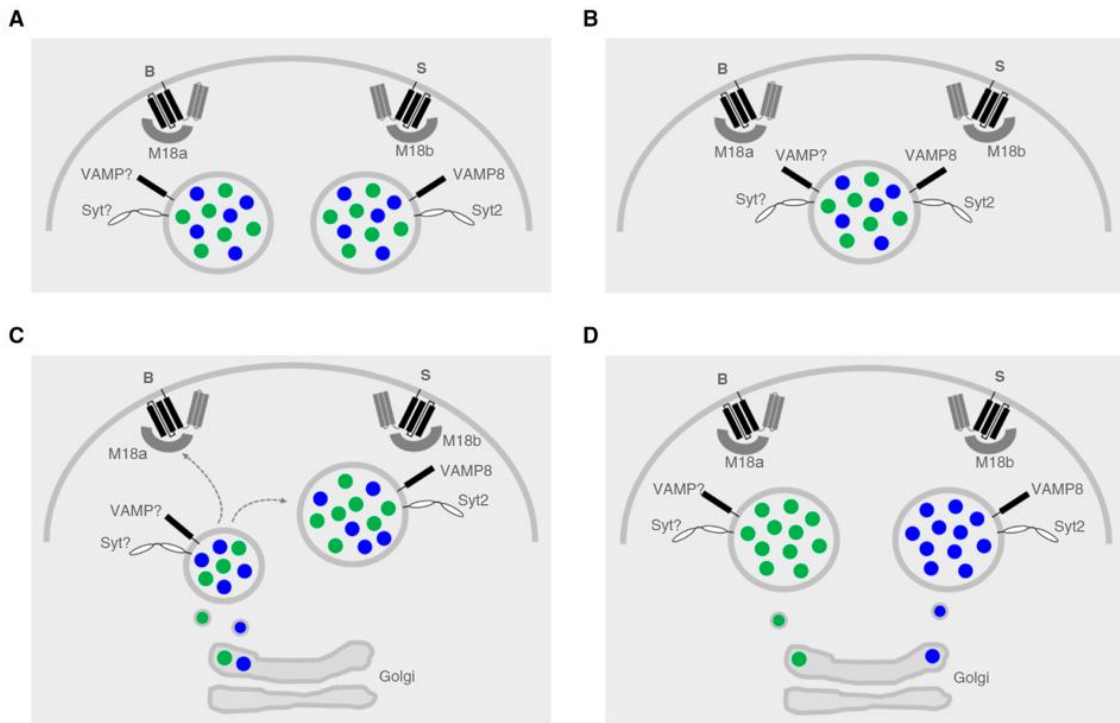 A
B
S
M18a
M18b
VAMP?
VAMP8
Syt?
Syt2
B
B
S
M18a
M18b
VAMP?
VAMP8
Syt?
Syt2
C
B
S
M18a
M18b
VAMP8
Syt2
VAMP?
Syt?
Golgi
D
B
S
M18a
M18b
VAMP?
VAMP8
Syt?
Syt2
Golgi